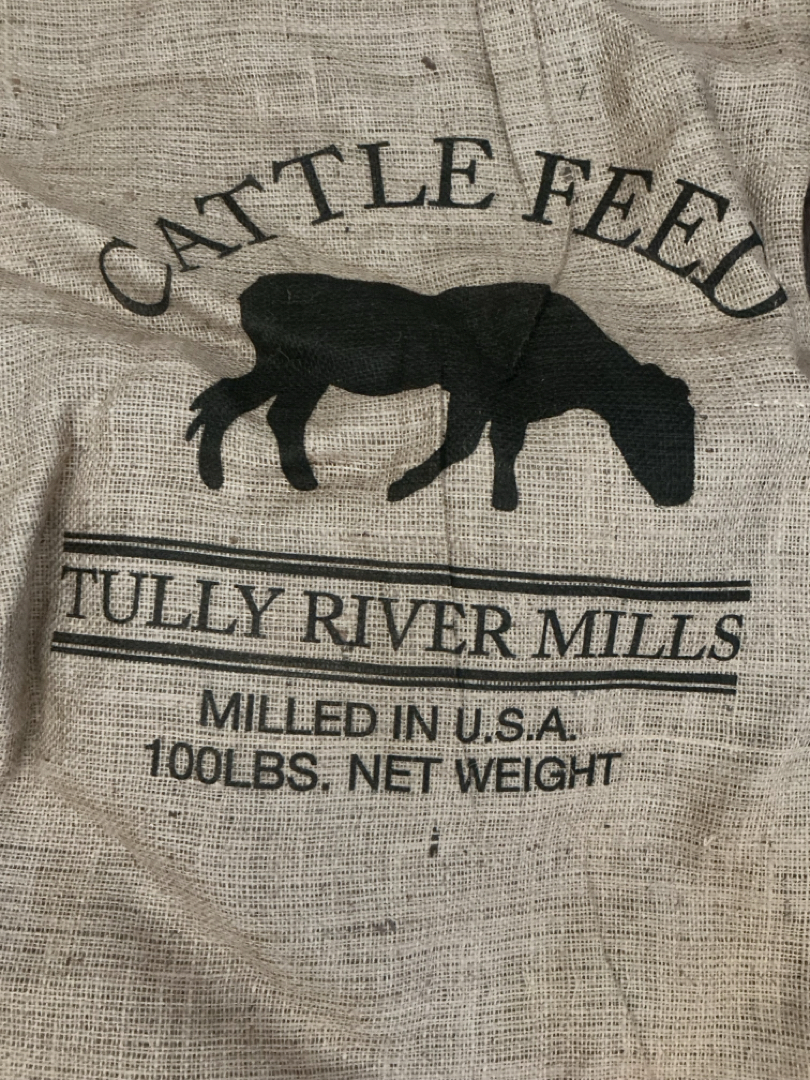 CATTLE FEED
TULLY RIVER MILLS
MILLED IN U.S.A.
100LBS. NET WEIGHT